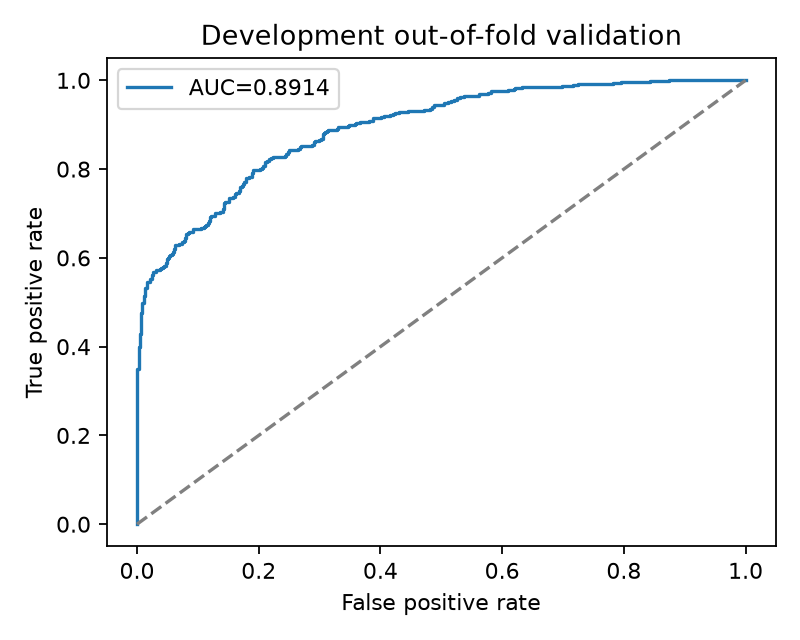 Development out-of-fold validation
AUC=0.8914
1.0
0.8
0.6
0.4
0.2
0.0
True positive rate
0.0 0.2 0.4 0.6 0.8 1.0
False positive rate